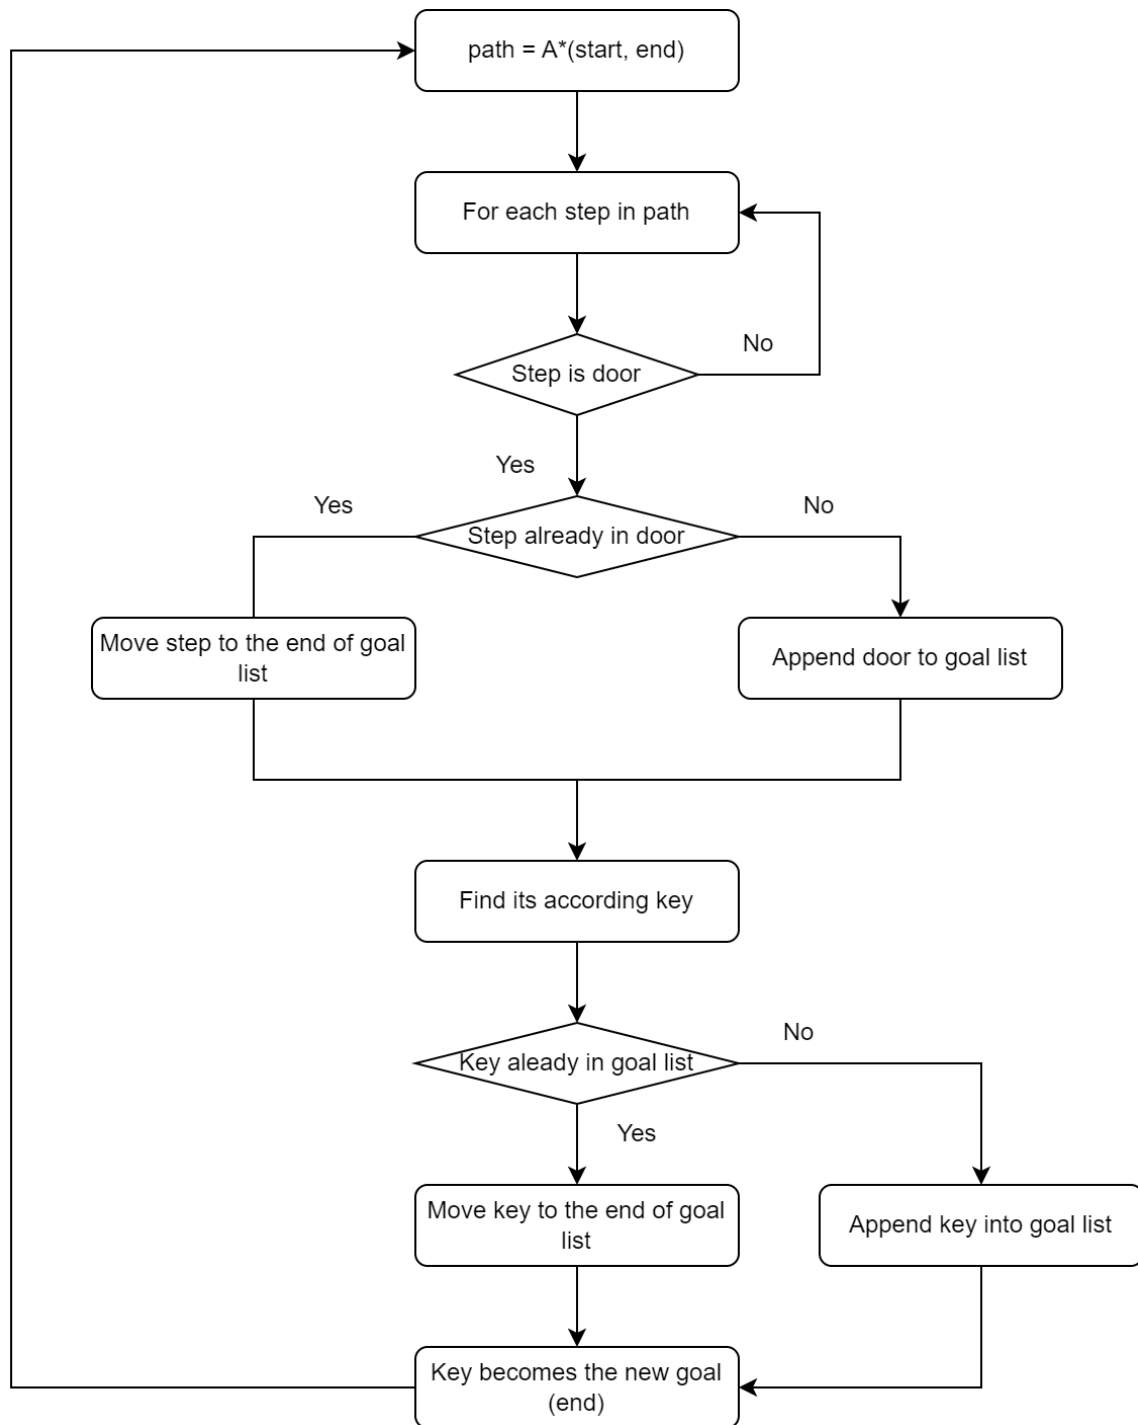 path = A*(start, end)
For each step in path
No
Step is door
Yes
Yes
No
Step already in door
Move step to the end of goal
list
Append door to goal list
Find its according key
No
Key aleady in goal list
Yes
Move key to the end of goal
list
Append key into goal list
Key becomes the new goal
(end)